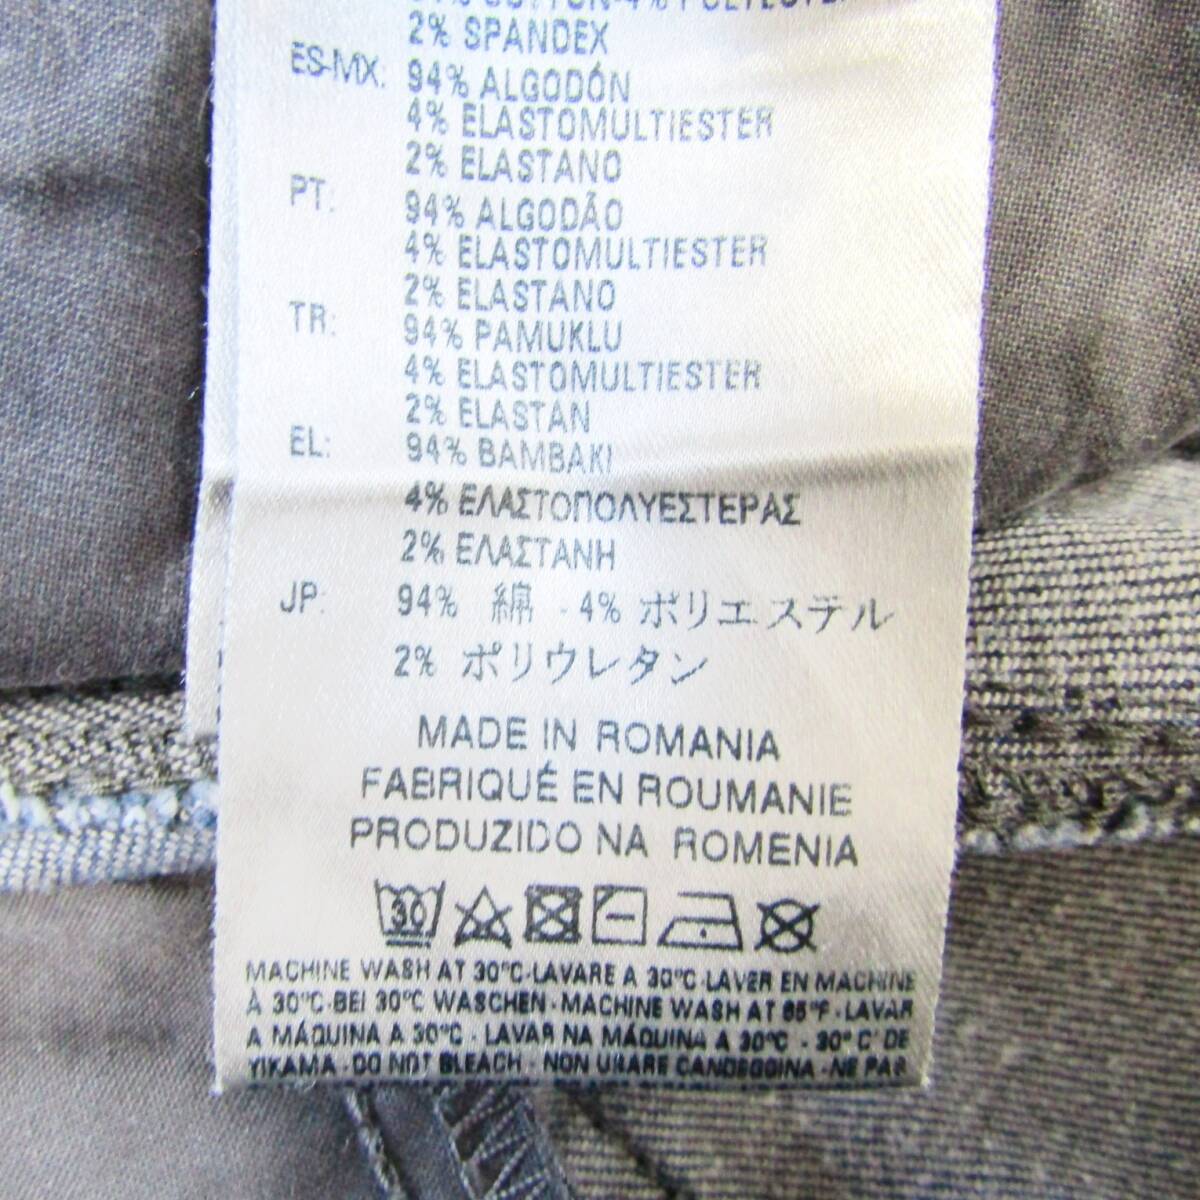 94% COTTON-4% POLYESTER
2% SPANDEX
ES-MX: 94% ALGODÓN
4% ELASTOMULTIESTER
2% ELASTANO
PT: 94% ALGODÃO
4% ELASTOMULTIESTER
2% ELASTANO
TR: 94% PAMUKLU
4% ELASTOMULTIESTER
2% ELASTAN
EL: 94% BAMBAKI
4% ΕΛΑΣΤΟΠΟΛΥΕΣΤΕΡΑΣ
2% ΕΛΑΣΤΑΝΗ
JP: 94% 綿 - 4% ポリエステル
2% ポリウレタン
MADE IN ROMANIA
FABRIQUÉ EN ROUMANIE
PRODUZIDO NA ROMENIA
30
MACHINE WASH AT 30°C-LAVARE A 30°C-LAVER EN MACHINE
À 30°C-BEI 30°C WASCHEN-MACHINE WASH AT 85°F-LAVAR
A MÁQUINA A 30°C - LAVAR NA MÁQUINA A 30°C - 30° C' DE
YIKAMA-DO NOT BLEACH - NON USARE CANDEGGINA-NE PAS